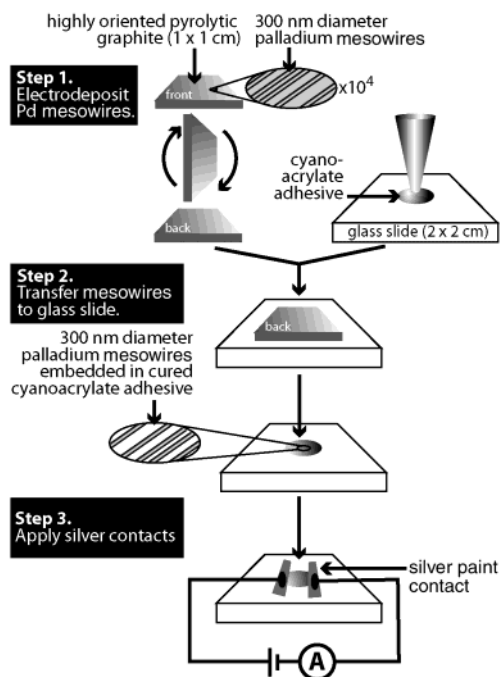 highly oriented pyrolytic
graphite (1 x 1 cm)
300 nm diameter
palladium mesowires
Step 1.
Electrodeposit
Pd mesowires.
front
x10⁴
cyano-
acrylate
adhesive
back
glass slide (2 x 2 cm)
Step 2.
Transfer mesowires
to glass slide.
back
300 nm diameter
palladium mesowires
embedded in cured
cyanoacrylate adhesive
Step 3.
Apply silver contacts
silver paint
contact
A